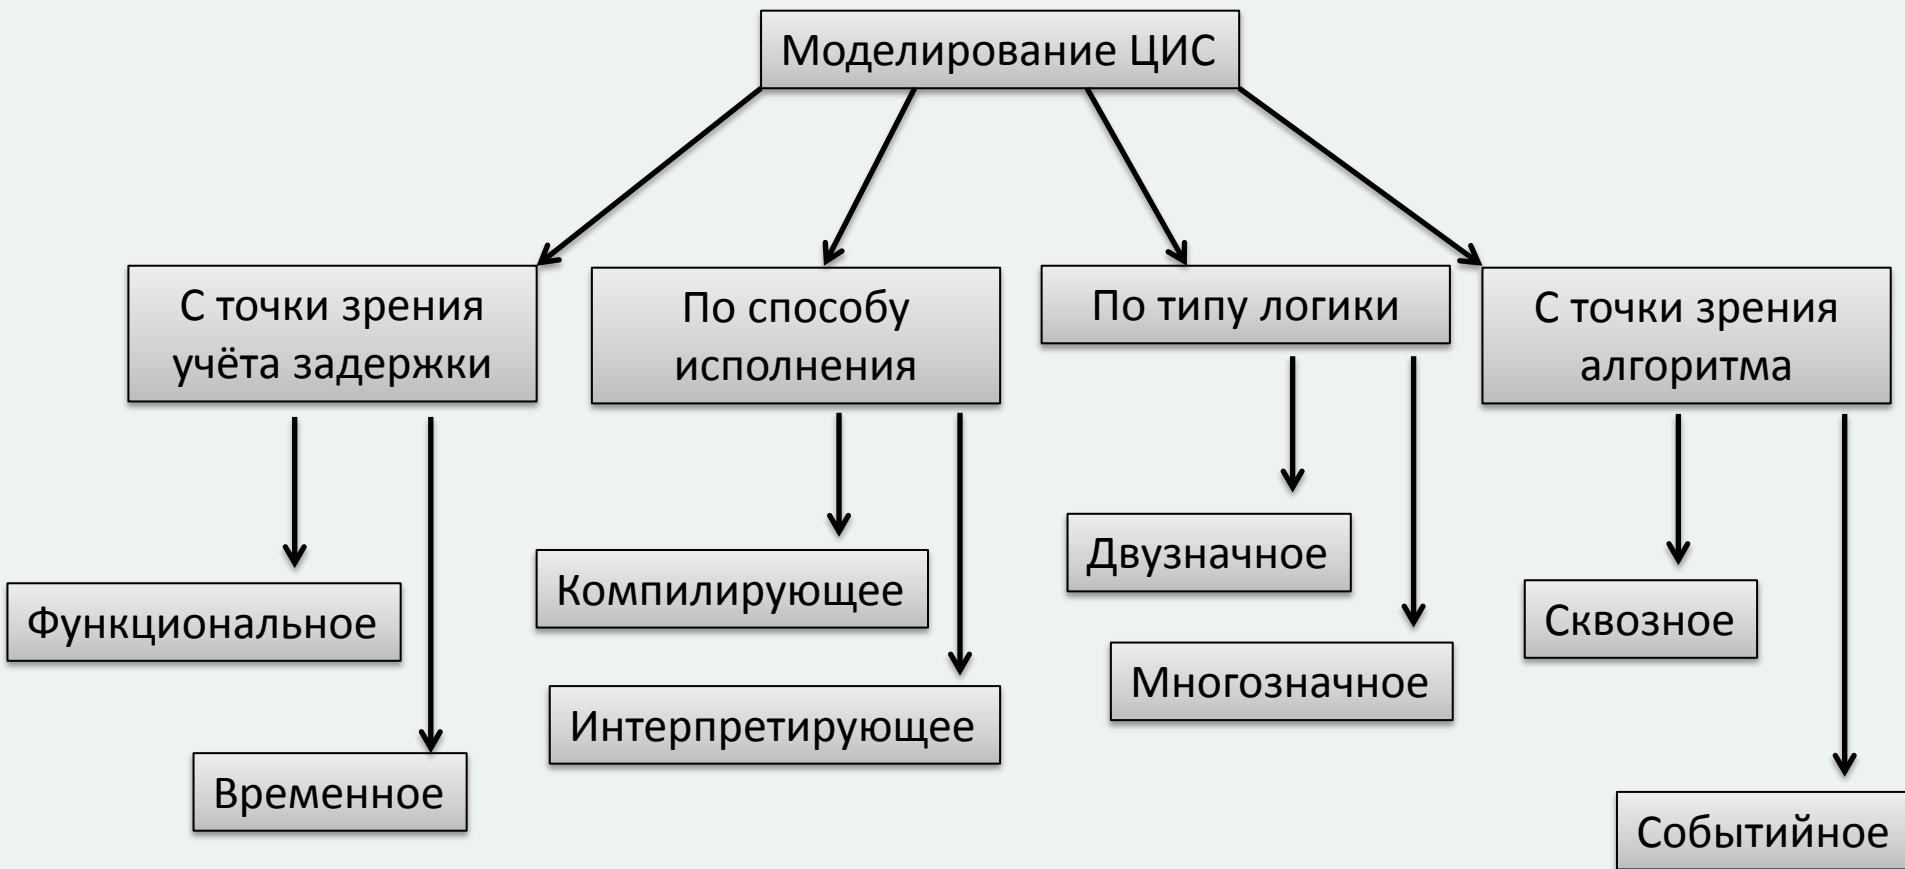 Моделирование ЦИС
С точки зрения
учёта задержки
По способу
исполнения
По типу логики
С точки зрения
алгоритма
Функциональное
Временное
Компилирующее
Интерпретирующее
Двузначное
Многозначное
Сквозное
Событийное